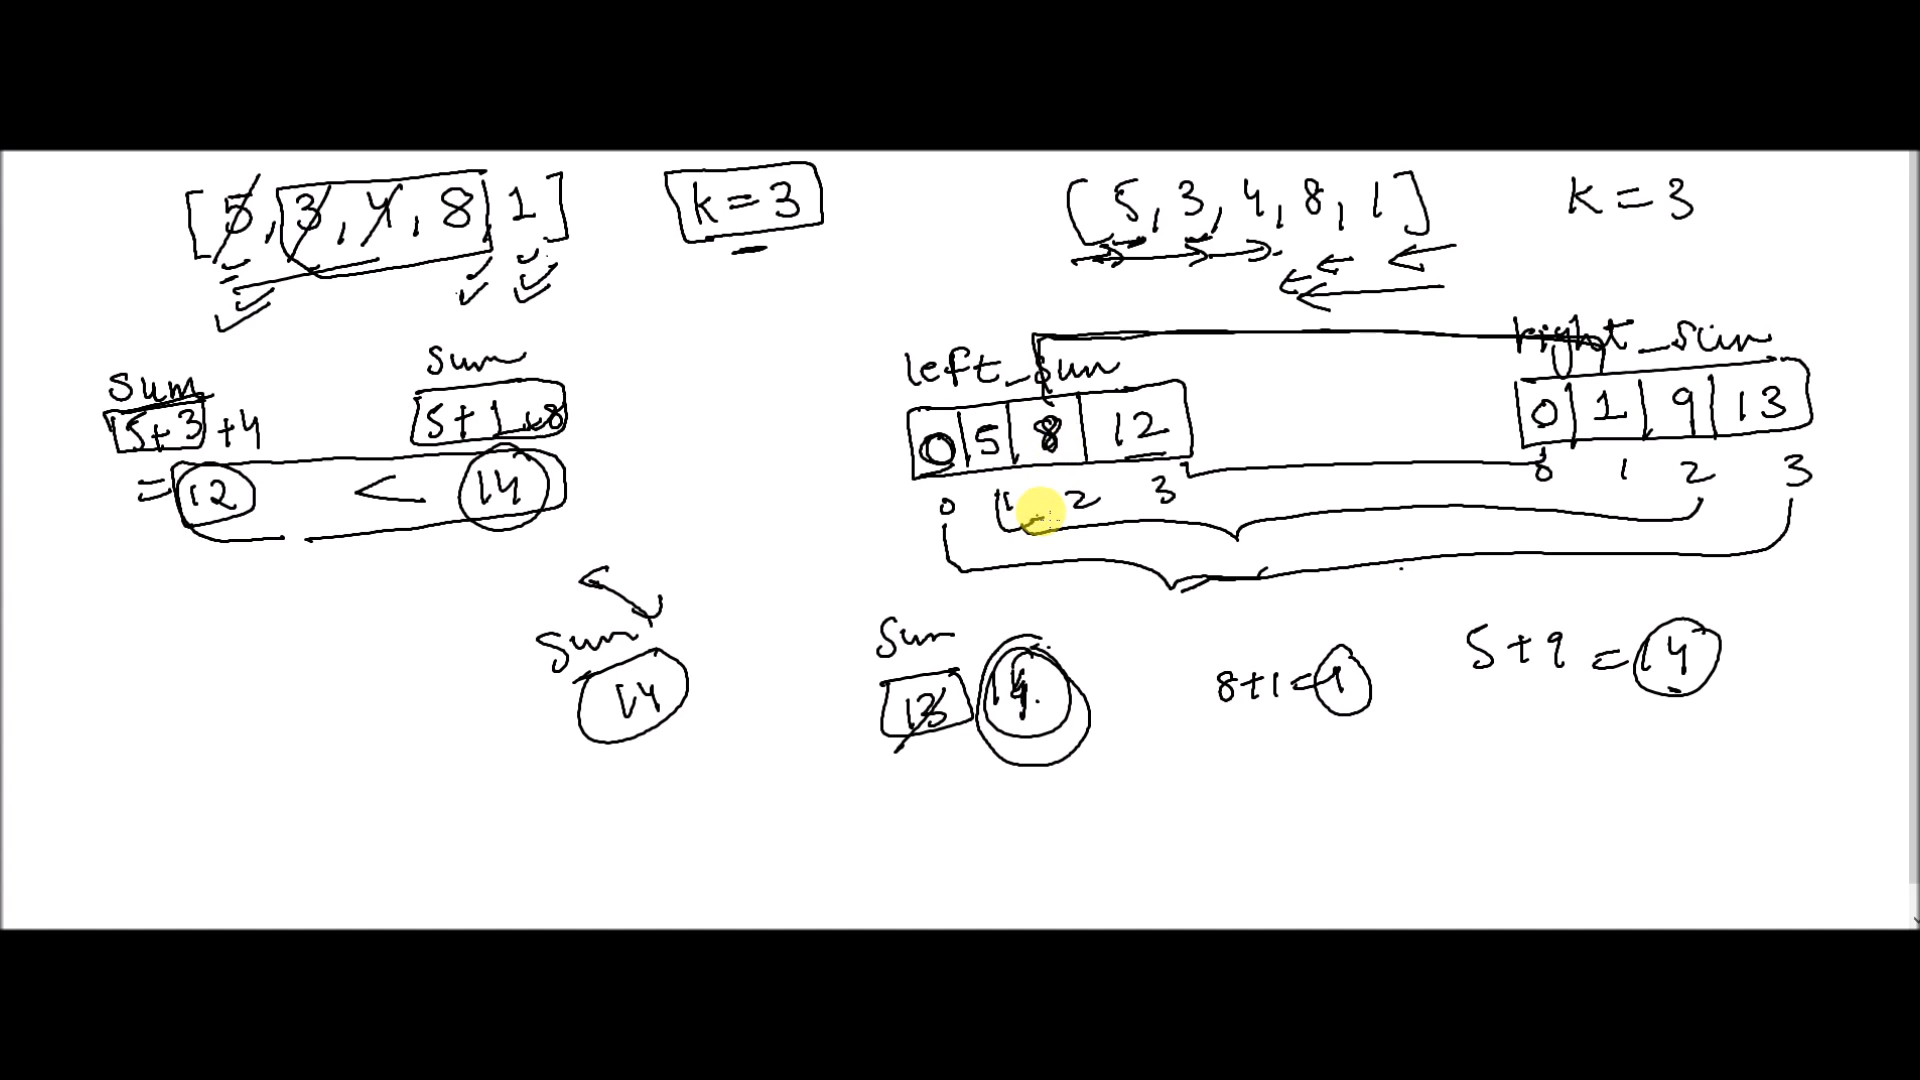 [5, 3, 4, 8, 1] k = 3
[5, 3, 4, 8, 1] K = 3
sum
5+3 +4
= 12 < 14
sum
5+1+8
sum
14
left_sum
0 5 8 12
0 1 2 3
right_sum
0 1 9 13
0 1 2 3
sum
13 14
8+1=9
5+9 = 14